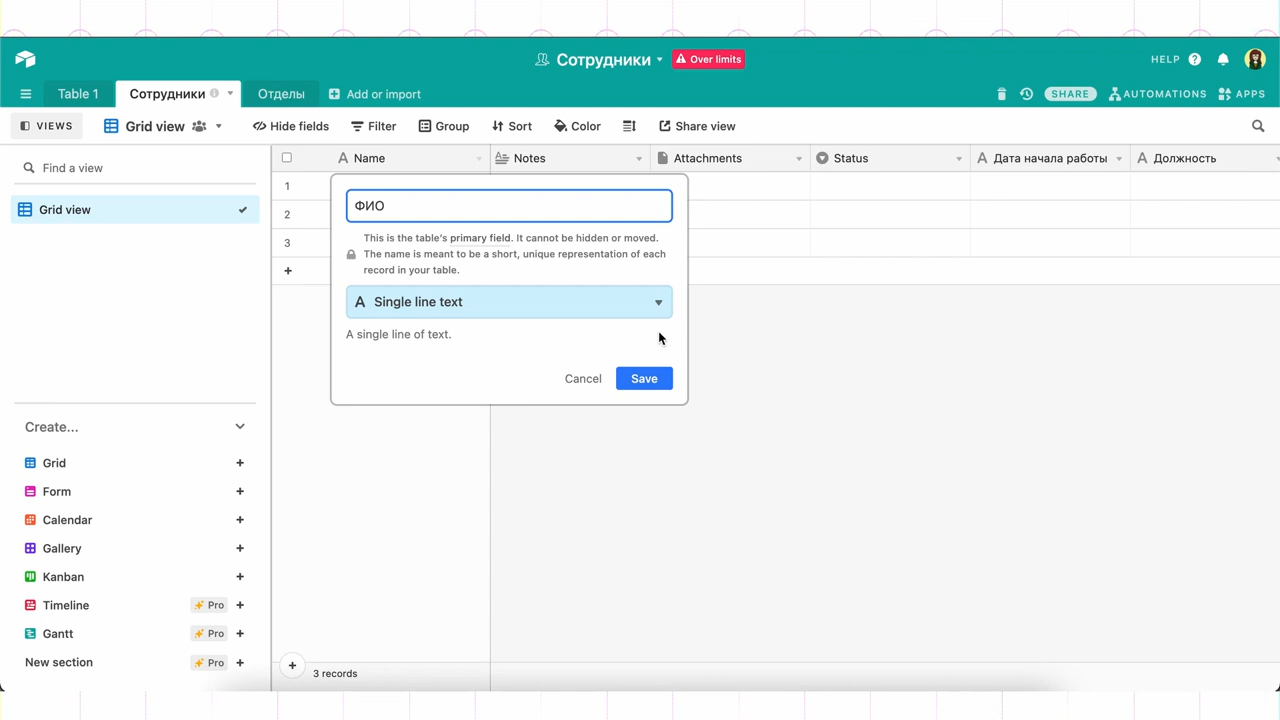 Сотрудники
Over limits
HELP
Table 1
Сотрудники
Отделы
Add or import
SHARE
AUTOMATIONS
APPS
VIEWS
Grid view
Hide fields
Filter
Group
Sort
Color
Share view
Find a view
Grid view
Name
Notes
Attachments
Status
Дата начала работы
Должность
1
2
3
ФИО
This is the table's primary field. It cannot be hidden or moved.
The name is meant to be a short, unique representation of each
record in your table.
Single line text
A single line of text.
Cancel
Save
Create...
Grid
Form
Calendar
Gallery
Kanban
Timeline Pro
Gantt Pro
New section Pro
3 records